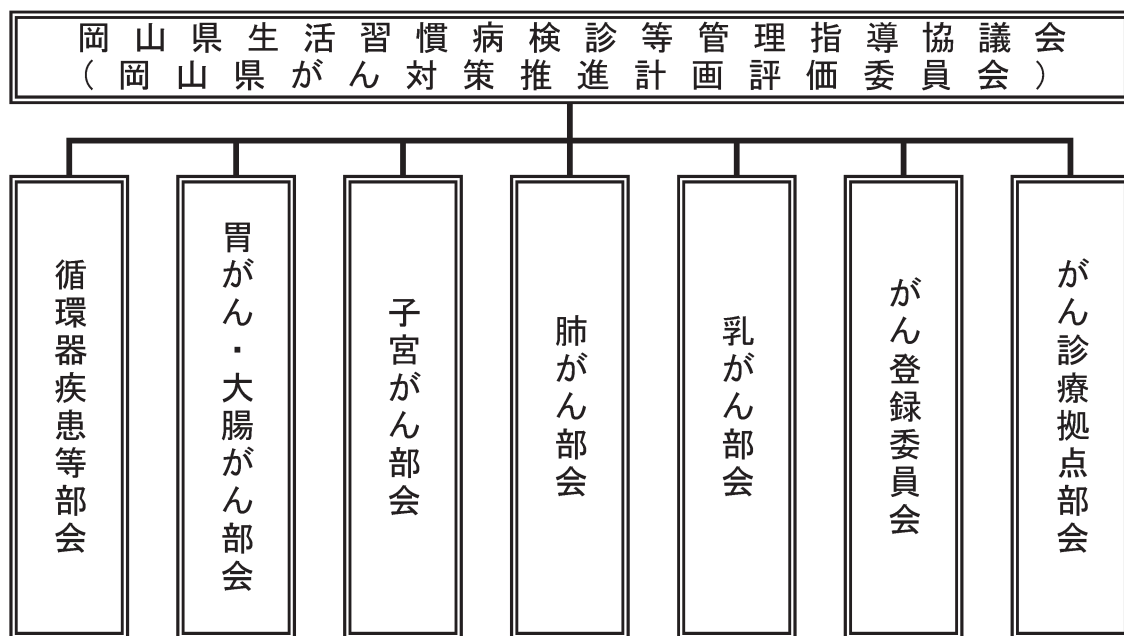 岡山県生活習慣病検診等管理指導協議会
(岡山県がん対策推進計画評価委員会)
循環器疾患等部会
胃がん・大腸がん部会
子宮がん部会
肺がん部会
乳がん部会
がん登録委員会
がん診療拠点部会